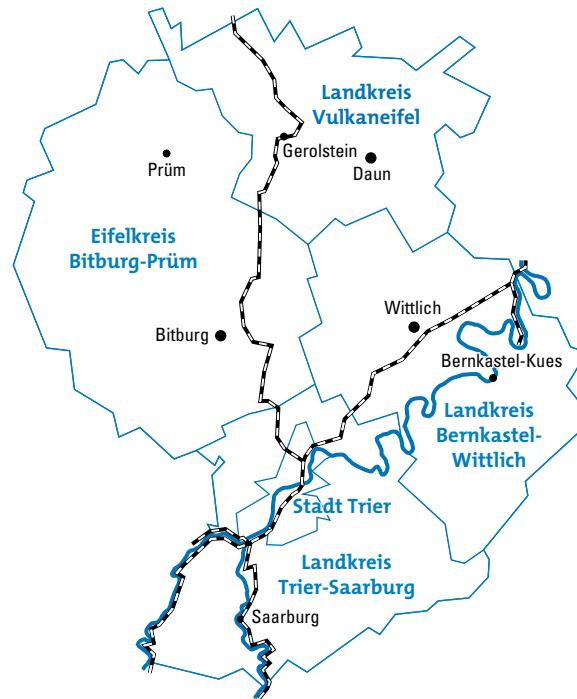 Landkreis
Vulkaneifel
Gerolstein
Prüm
Daun
Eifelkreis
Bitburg-Prüm
Wittlich
Bitburg
Bernkastel-Kues
Landkreis
Bernkastel-
Wittlich
Stadt Trier
Landkreis
Trier-Saarburg
Saarburg